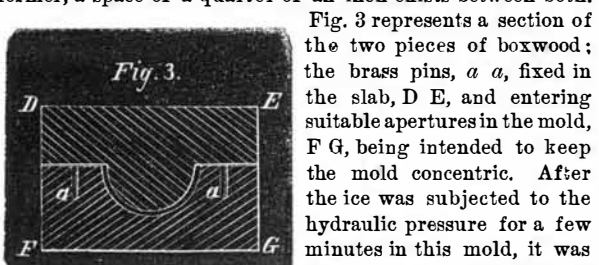 ormer, a space of a quarter of an inch exists between both.
Fig. 3 represents a section of
the two pieces of boxwood;
the brass pins, a a, fixed in
the slab, D E, and entering
suitable apertures in the mold,
F G, being intended to keep
the mold concentric. After
the ice was subjected to the
hydraulic pressure for a few
minutes in this mold, it was
Fig. 3.
D E
a a
F G